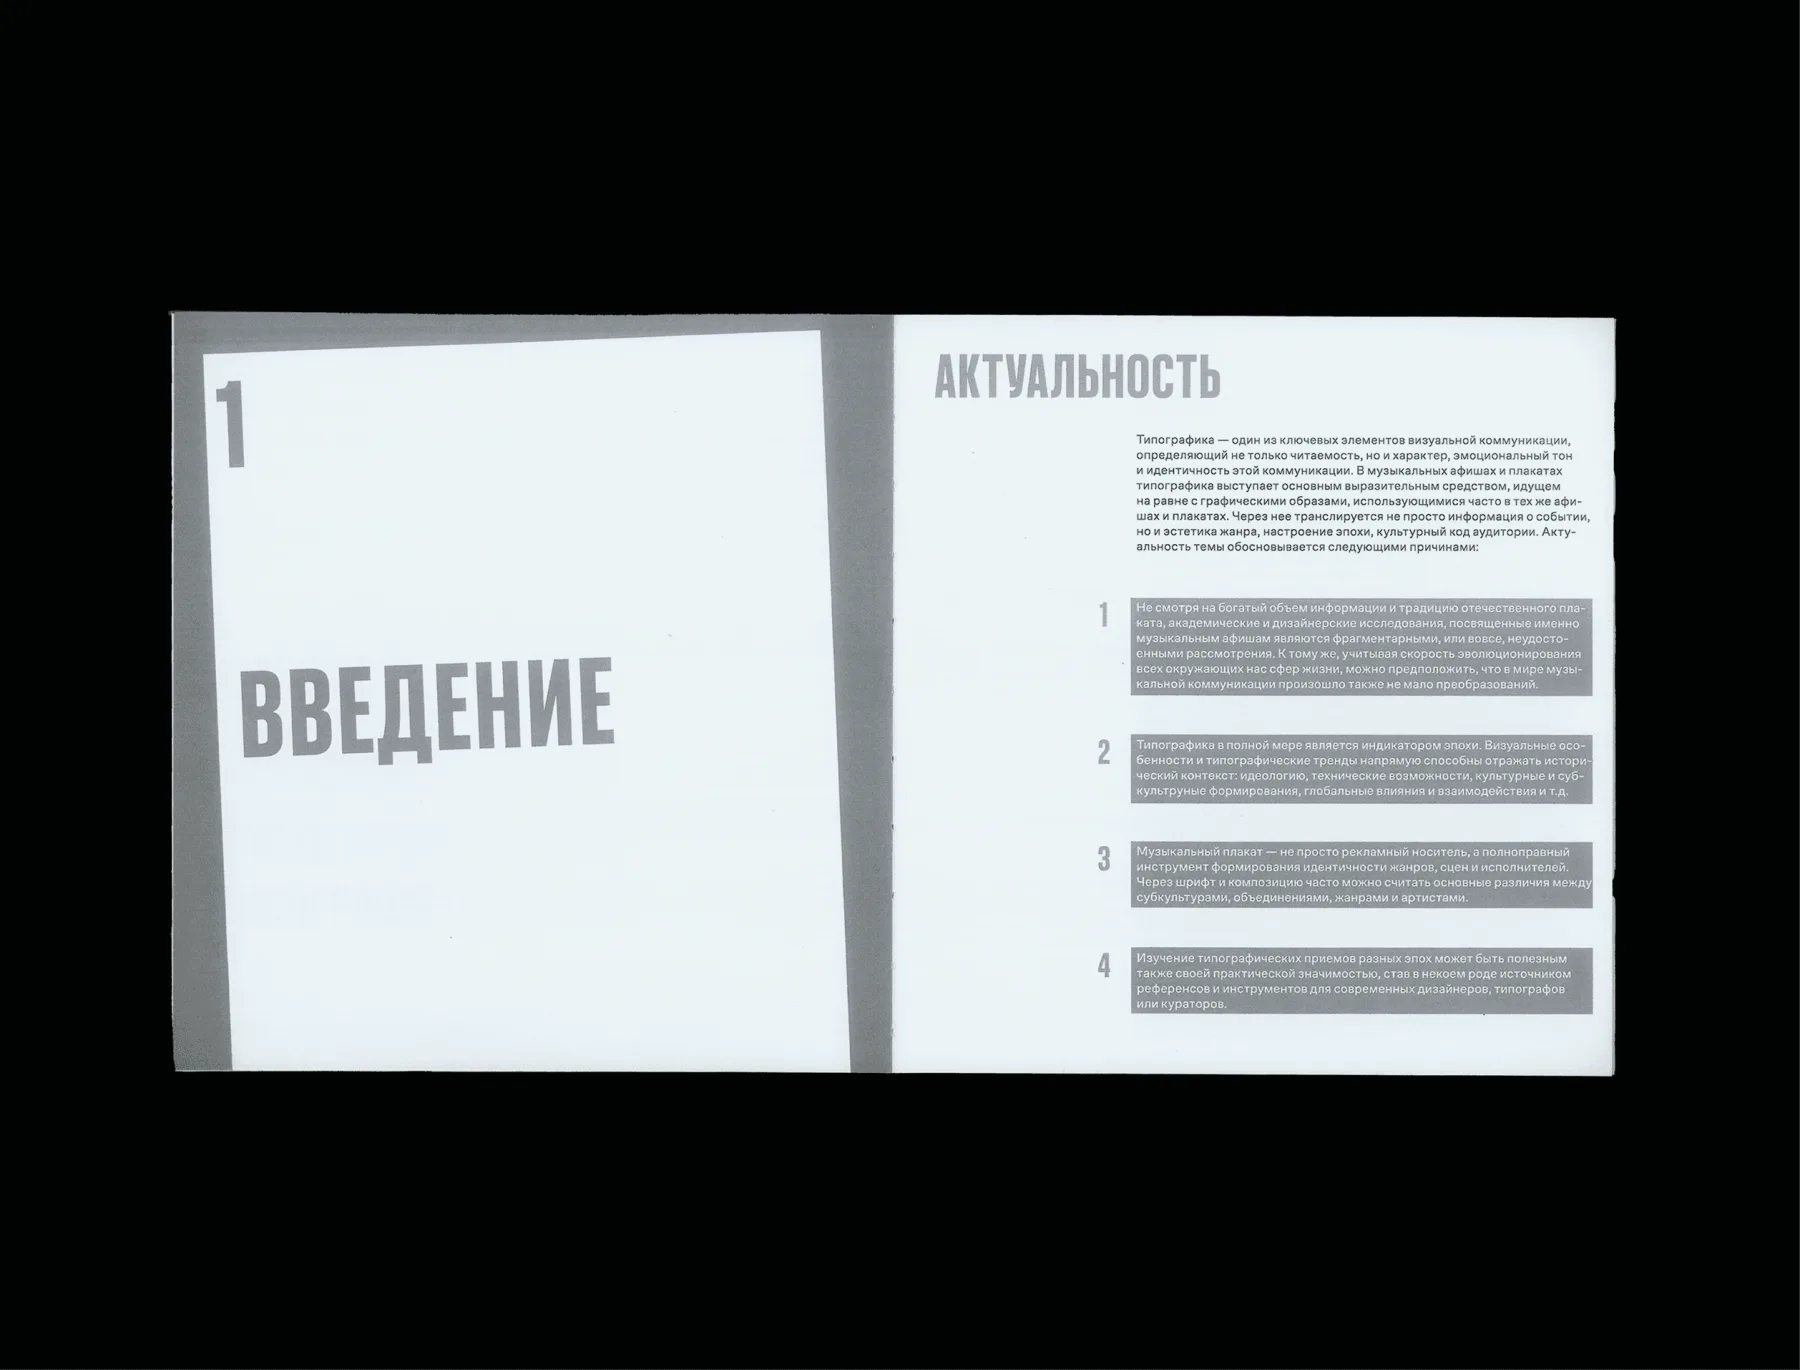 1
ВВЕДЕНИЕ
АКТУАЛЬНОСТЬ
Типографика — один из ключевых элементов визуальной коммуникации,
определяющий не только читаемость, но и характер, эмоциональный тон
и идентичность этой коммуникации. В музыкальных афишах и плакатах
типографика выступает основным выразительным средством, идущем
на равне с графическими образами, использующимися часто в тех же афи-
шах и плакатах. Через нее транслируется не просто информация о событии,
но и эстетика жанра, настроение эпохи, культурный код аудитории. Акту-
альность темы обосновывается следующими причинами:
1
Не смотря на богатый объем информации и традицию отечественного пла-
ката, академические и дизайнерские исследования, посвященные именно
музыкальным афишам являются фрагментарными, или вовсе, неудосто-
енными рассмотрения. К тому же, учитывая скорость эволюционирования
всех окружающих нас сфер жизни, можно предположить, что в мире музы-
кальной коммуникации произошло также не мало преобразований.
2
Типографика в полной мере является индикатором эпохи. Визуальные осо-
бенности и типографические тренды напрямую способны отражать истори-
ческий контекст: идеологию, технические возможности, культурные и суб-
культруные формирования, глобальные влияния и взаимодействия и т.д.
3
Музыкальный плакат — не просто рекламный носитель, а полноправный
инструмент формирования идентичности жанров, сцен и исполнителей.
Через шрифт и композицию часто можно считать основные различия между
субкультурами, объединениями, жанрами и артистами.
4
Изучение типографических приемов разных эпох может быть полезным
также своей практической значимостью, став в некоем роде источником
референсов и инструментов для современных дизайнеров, типографов
или кураторов.